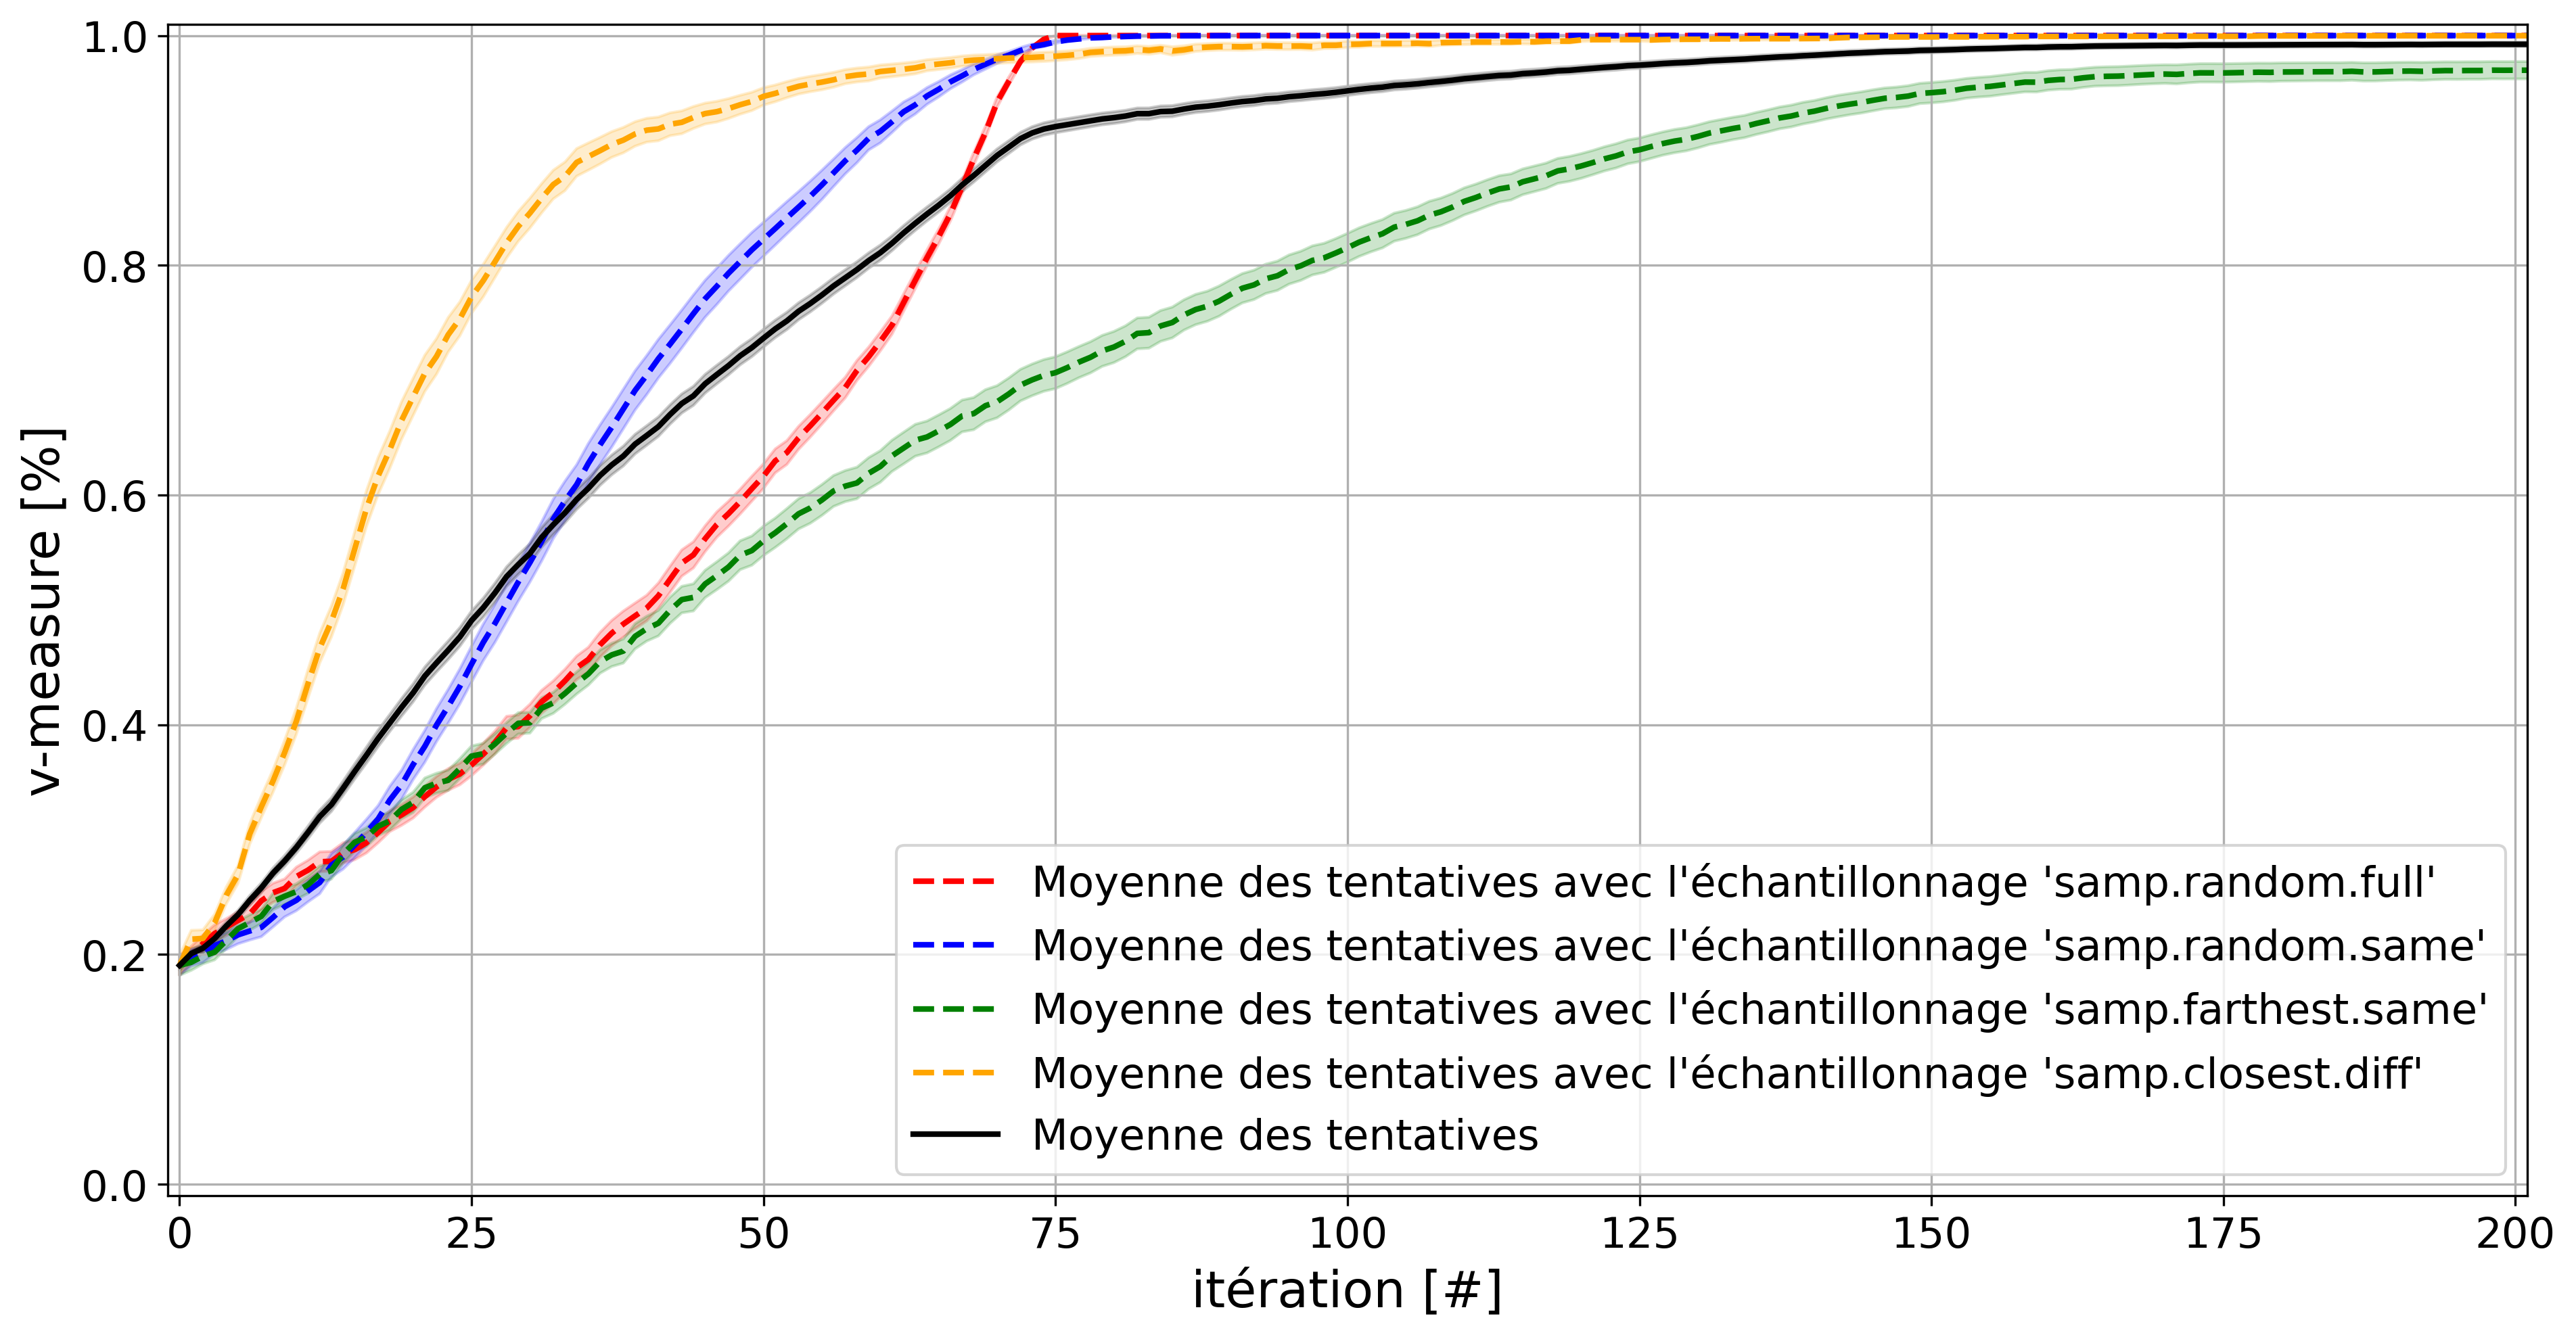 1.0
0.8
0.6
0.4
0.2
0.0
v-measure [%]
0 25 50 75 100 125 150 175 200
itération [#]
Moyenne des tentatives avec l'échantillonnage 'samp.random.full'
Moyenne des tentatives avec l'échantillonnage 'samp.random.same'
Moyenne des tentatives avec l'échantillonnage 'samp.farthest.same'
Moyenne des tentatives avec l'échantillonnage 'samp.closest.diff'
Moyenne des tentatives